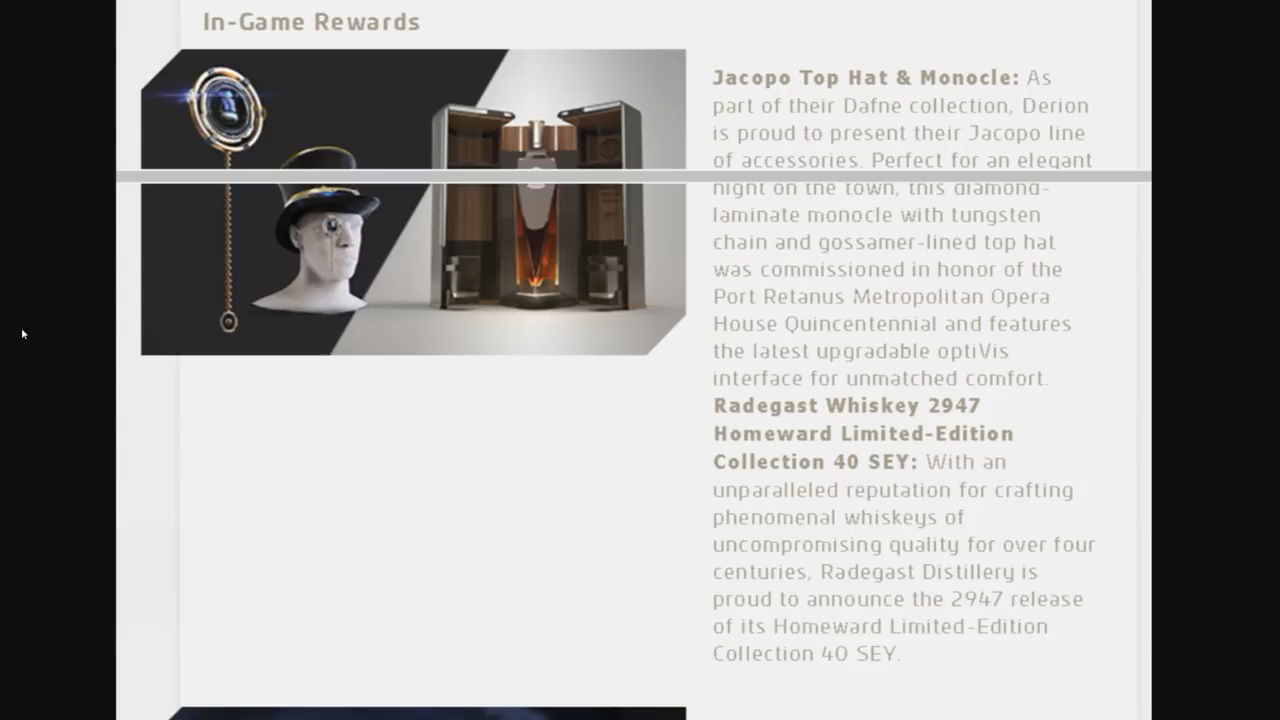 In-Game Rewards
Jacopo Top Hat & Monocle: As
part of their Dafne collection, Derion
is proud to present their Jacopo line
of accessories. Perfect for an elegant
night on the town, this diamond-
laminate monocle with tungsten
chain and gossamer-lined top hat
was commissioned in honor of the
Port Retanus Metropolitan Opera
House Quincentennial and features
the latest upgradable optiVis
interface for unmatched comfort.
Radegast Whiskey 2947
Homeward Limited-Edition
Collection 40 SEY: With an
unparalleled reputation for crafting
phenomenal whiskeys of
uncompromising quality for over four
centuries, Radegast Distillery is
proud to announce the 2947 release
of its Homeward Limited-Edition
Collection 40 SEY.